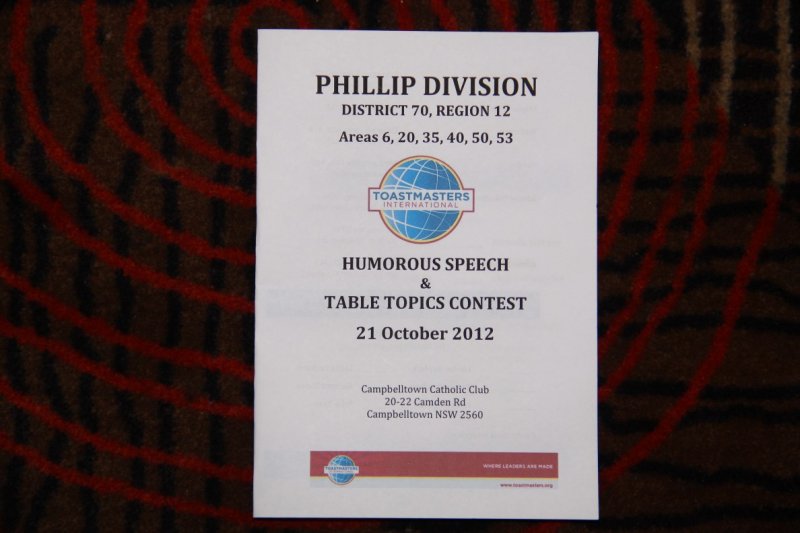 PHILLIP DIVISION
DISTRICT 70, REGION 12
Areas 6, 20, 35, 40, 50, 53
TOASTMASTERS
INTERNATIONAL
HUMOROUS SPEECH
&
TABLE TOPICS CONTEST
21 October 2012
Campbelltown Catholic Club
20-22 Camden Rd
Campbelltown NSW 2560
TOASTMASTERS
INTERNATIONAL
WHERE LEADERS ARE MADE
www.toastmasters.org